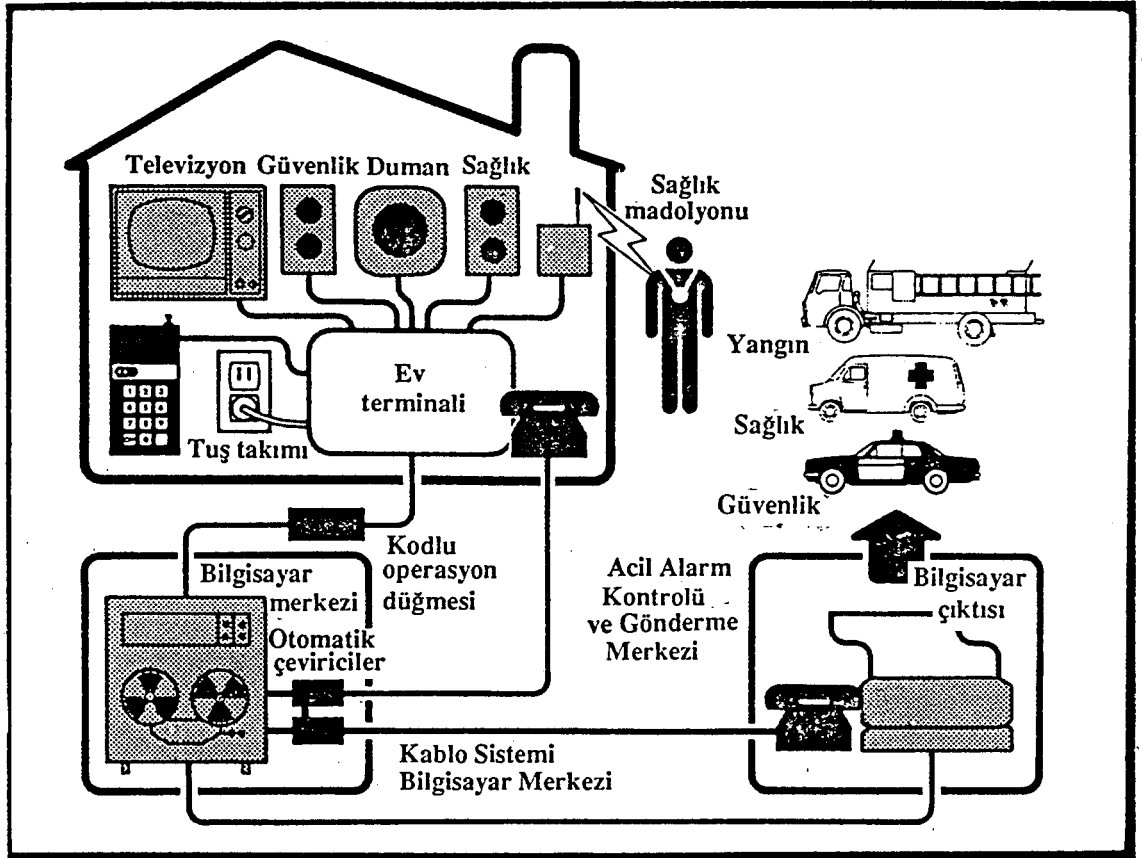 Televizyon Güvenlik Duman Sağlık
Sağlık
madolyonu
Yangın
Ev
terminali
Tuş takımı
Sağlık
Güvenlik
Kodlu
operasyon
düğmesi
Bilgisayar
merkezi
Otomatik
çeviriciler
Acil Alarm
Kontrolü
ve Gönderme
Merkezi
Bilgisayar
çıktısı
Kablo Sistemi
Bilgisayar Merkezi